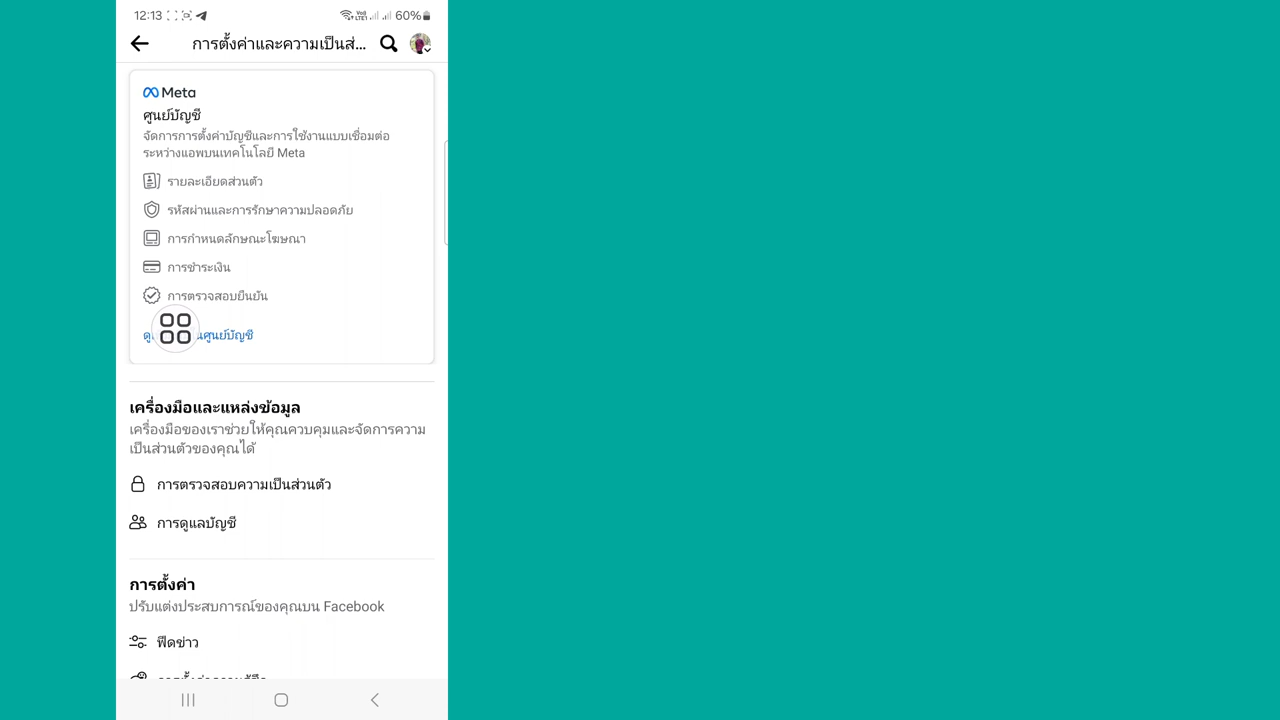 12:13
VoJ) LTE1 60%
การตั้งค่าและความเป็นส่...
Meta
ศูนย์บัญชี
จัดการการตั้งค่าบัญชีและการใช้งานแบบเชื่อมต่อ
ระหว่างแอพบนเทคโนโลยี Meta
รายละเอียดส่วนตัว
รหัสผ่านและการรักษาความปลอดภัย
การกำหนดลักษณะโฆษณา
การชำระเงิน
การตรวจสอบยืนยัน
ศูนย์บัญชี
เครื่องมือและแหล่งข้อมูล
เครื่องมือของเราช่วยให้คุณควบคุมและจัดการความ
เป็นส่วนตัวของคุณได้
การตรวจสอบความเป็นส่วนตัว
การดูแลบัญชี
การตั้งค่า
ปรับแต่งประสบการณ์ของคุณบน Facebook
ฟีดข่าว